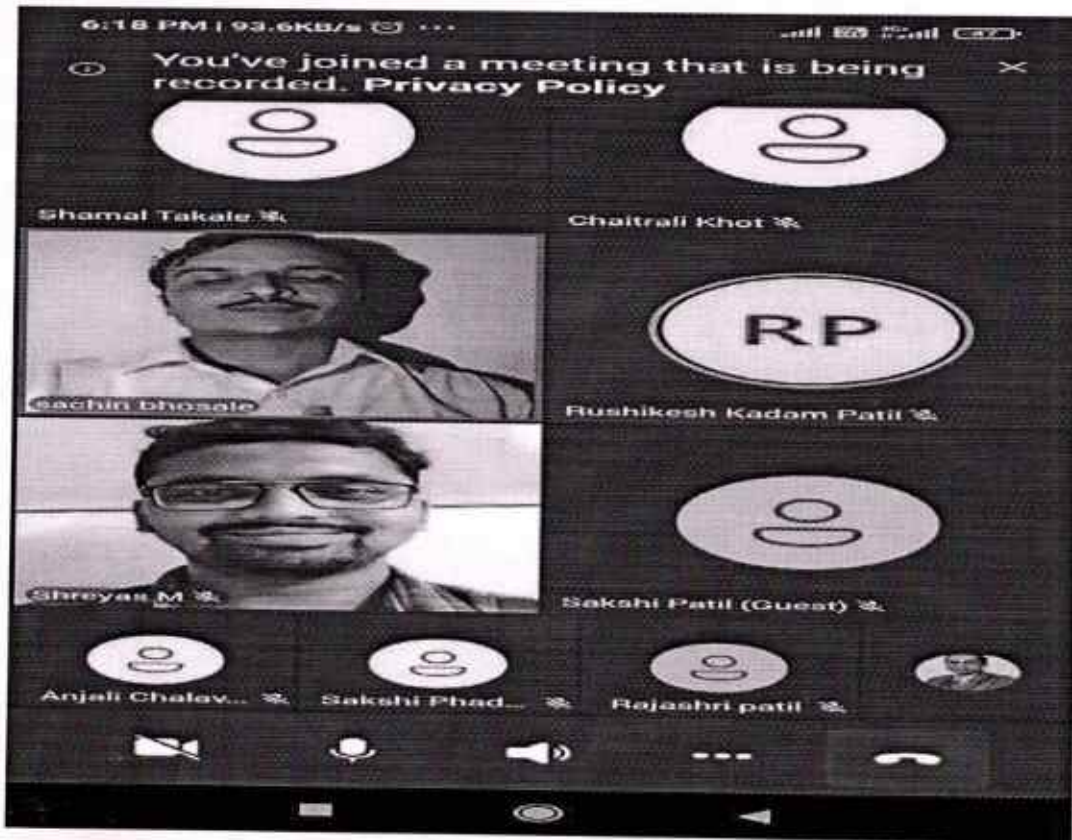 6:18 PM | 93.6KB/s
You've joined a meeting that is being
recorded. Privacy Policy
Shamal Takale
Chaitrali Khot
sachin bhosale
RP
Rushikesh Kadam Patil
Shreyas M
Sakshi Patil (Guest)
Anjali Chalav...
Sakshi Phad...
Rajashri patil